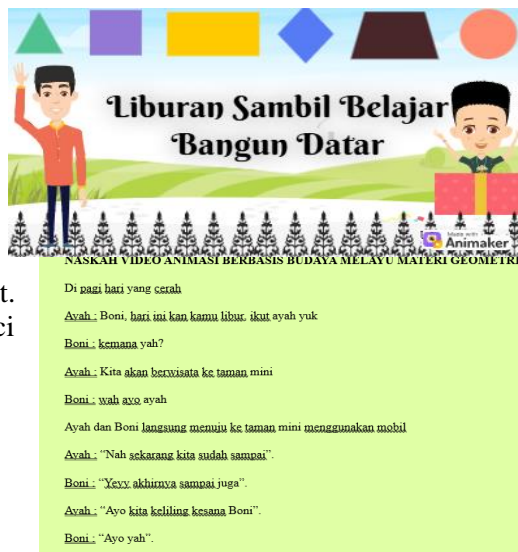 Liburan Sambil Belajar
Bangun Datar
Made with
Animaker
NASKAH VIDEO ANIMASI BERBASIS BUDAYA MELAYU MATERI GEOMETRI
t.
Di pagi hari yang cerah
ci
Ayah : Boni, hari ini kan kamu libur, ikut ayah yuk
Boni : kemana yah?
Ayah : Kita akan berwisata ke taman mini
Boni : wah ayo ayah
Ayah dan Boni langsung menuju ke taman mini menggunakan mobil
Ayah : “Nah sekarang kita sudah sampai”.
Boni : “Yeyy akhirnya sampai juga”.
Ayah : “Ayo kita keliling kesana Boni”.
Boni : “Ayo yah”.